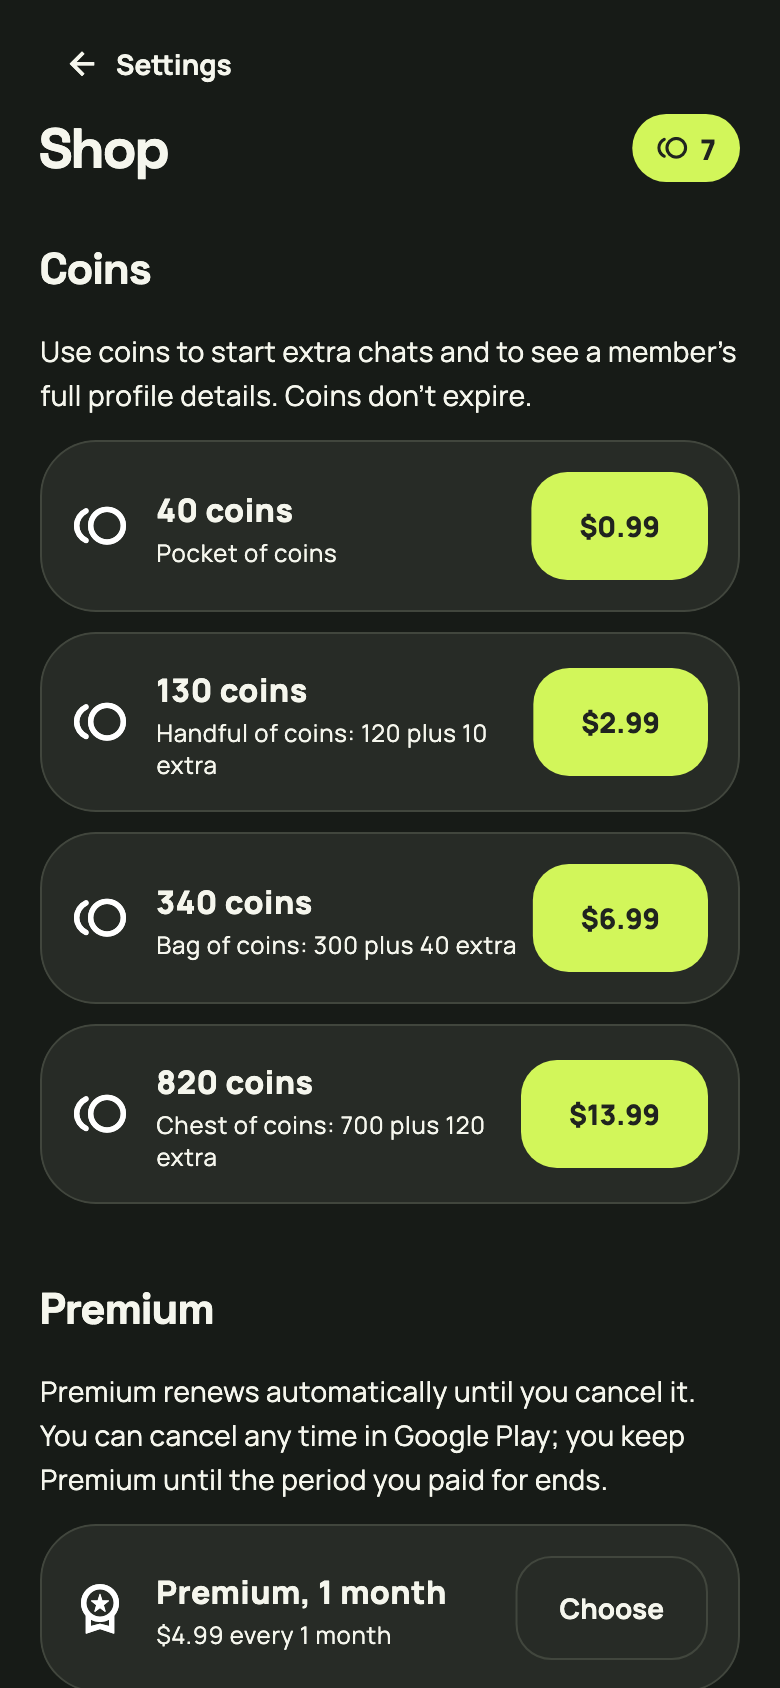 Settings
Shop
7
Coins
Use coins to start extra chats and to see a member’s
full profile details. Coins don’t expire.
40 coins
Pocket of coins
$0.99
130 coins
Handful of coins: 120 plus 10
extra
$2.99
340 coins
Bag of coins: 300 plus 40 extra
$6.99
820 coins
Chest of coins: 700 plus 120
extra
$13.99
Premium
Premium renews automatically until you cancel it.
You can cancel any time in Google Play; you keep
Premium until the period you paid for ends.
Premium, 1 month
$4.99 every 1 month
Choose